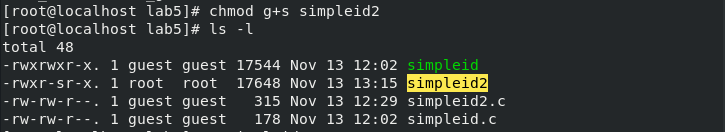 [root@localhost lab5]# chmod g+s simpleid2
[root@localhost lab5]# ls -l
total 48
-rwxrwxr-x. 1 guest guest 17544 Nov 13 12:02 simpleid
-rwxr-sr-x. 1 root  root  17648 Nov 13 13:15 simpleid2
-rw-rw-r--. 1 guest guest   315 Nov 13 12:29 simpleid2.c
-rw-rw-r--. 1 guest guest   178 Nov 13 12:02 simpleid.c